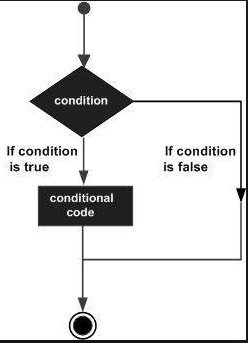 condition
If condition
is true
If condition
is false
conditional
code